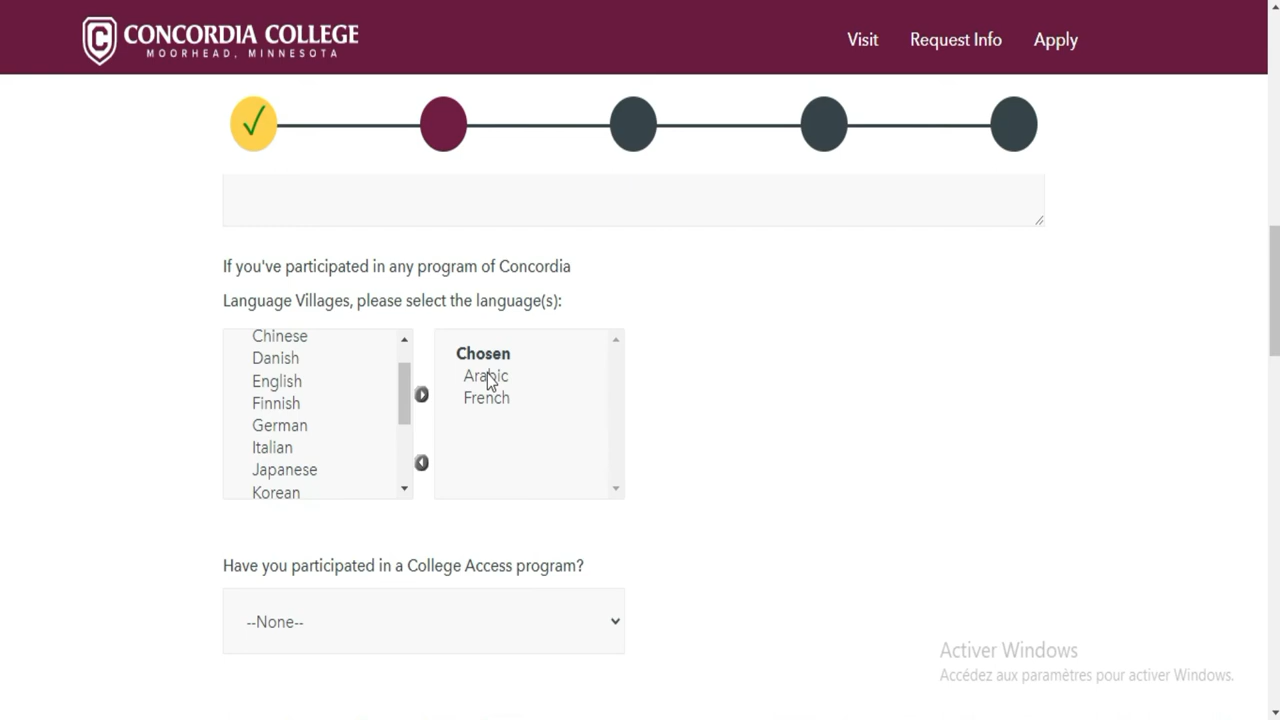 CONCORDIA COLLEGE
MOORHEAD, MINNESOTA
Visit
Request Info
Apply
If you've participated in any program of Concordia
Language Villages, please select the language(s):
Chinese
Danish
English
Finnish
German
Italian
Japanese
Korean
Chosen
Arabic
French
Have you participated in a College Access program?
--None--
Activer Windows
Accédez aux paramètres pour activer Windows.